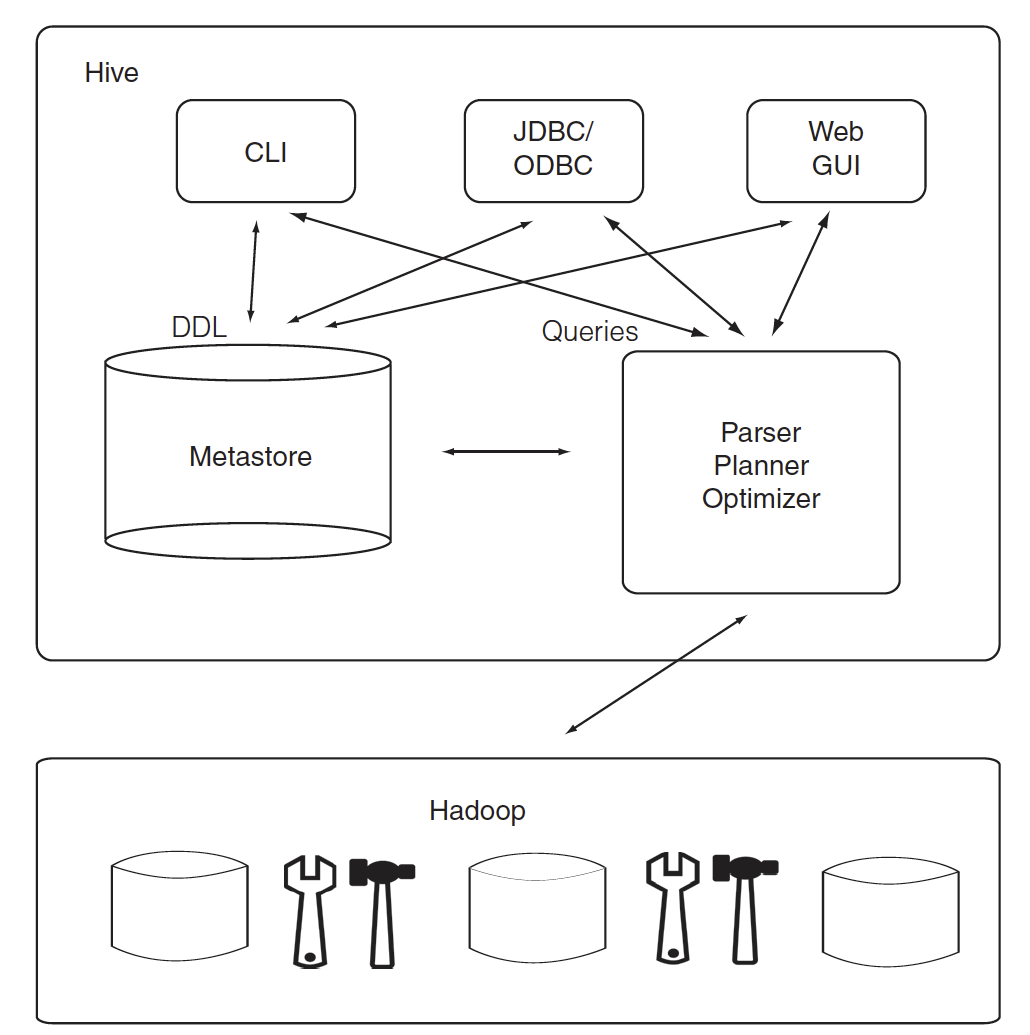 Hive
CLI
JDBC/
ODBC
Web
GUI
DDL
Queries
Metastore
Parser
Planner
Optimizer
Hadoop